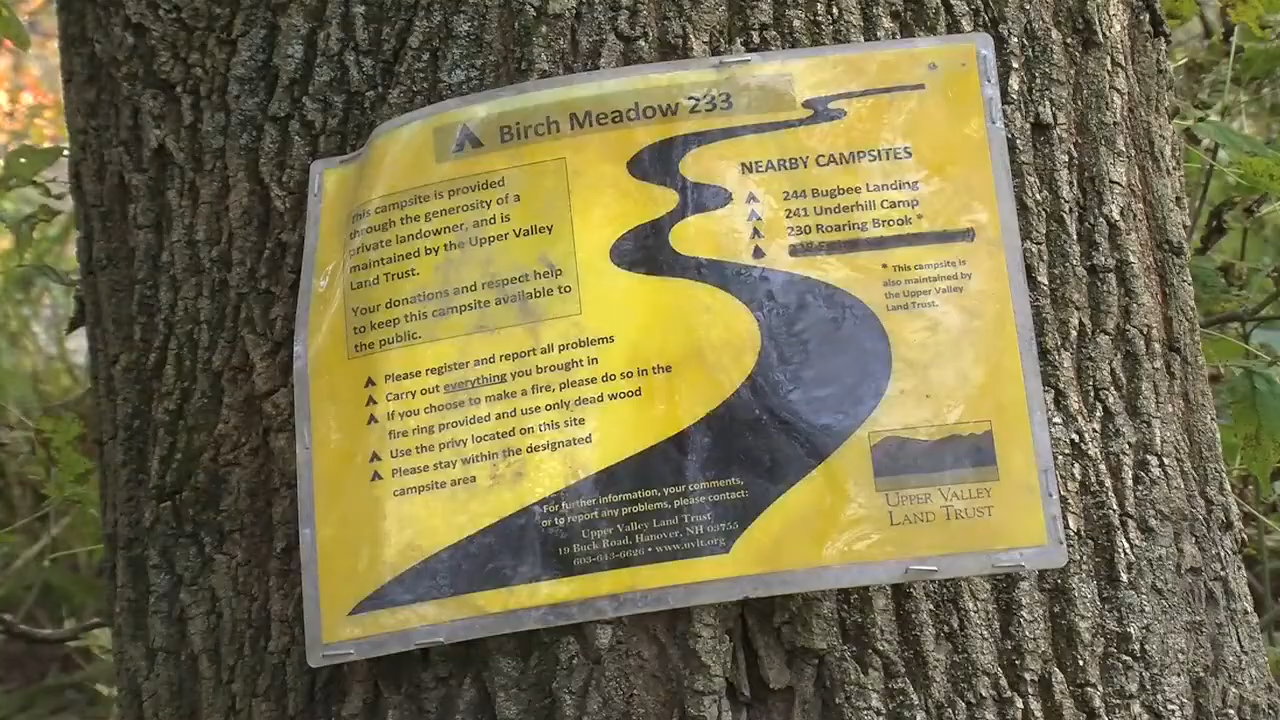 Birch Meadow 233
This campsite is provided
through the generosity of a
private landowner, and is
maintained by the Upper Valley
Land Trust.
Your donations and respect help
to keep this campsite available to
the public.
Please register and report all problems
Carry out everything you brought in
If you choose to make a fire, please do so in the
fire ring provided and use only dead wood
Use the privy located on this site
Please stay within the designated
campsite area
NEARBY CAMPSITES
244 Bugbee Landing
241 Underhill Camp
230 Roaring Brook *
* This campsite is
also maintained by
the Upper Valley
Land Trust.
For further information, your comments,
or to report any problems, please contact:
Upper Valley Land Trust
19 Buck Road, Hanover, NH 03755
603-643-6626 • www.uvlt.org
UPPER VALLEY
LAND TRUST